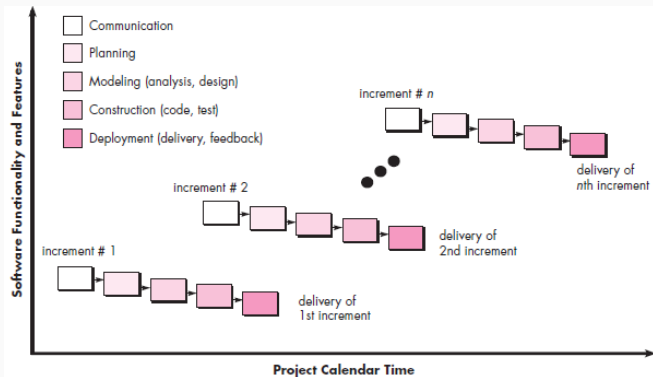 Communication
Planning
Modeling (analysis, design)
Construction (code, test)
Deployment (delivery, feedback)
increment # n
delivery of
nth increment
increment # 2
delivery of
2nd increment
increment # 1
delivery of
1st increment
Software Functionality and Features
Project Calendar Time